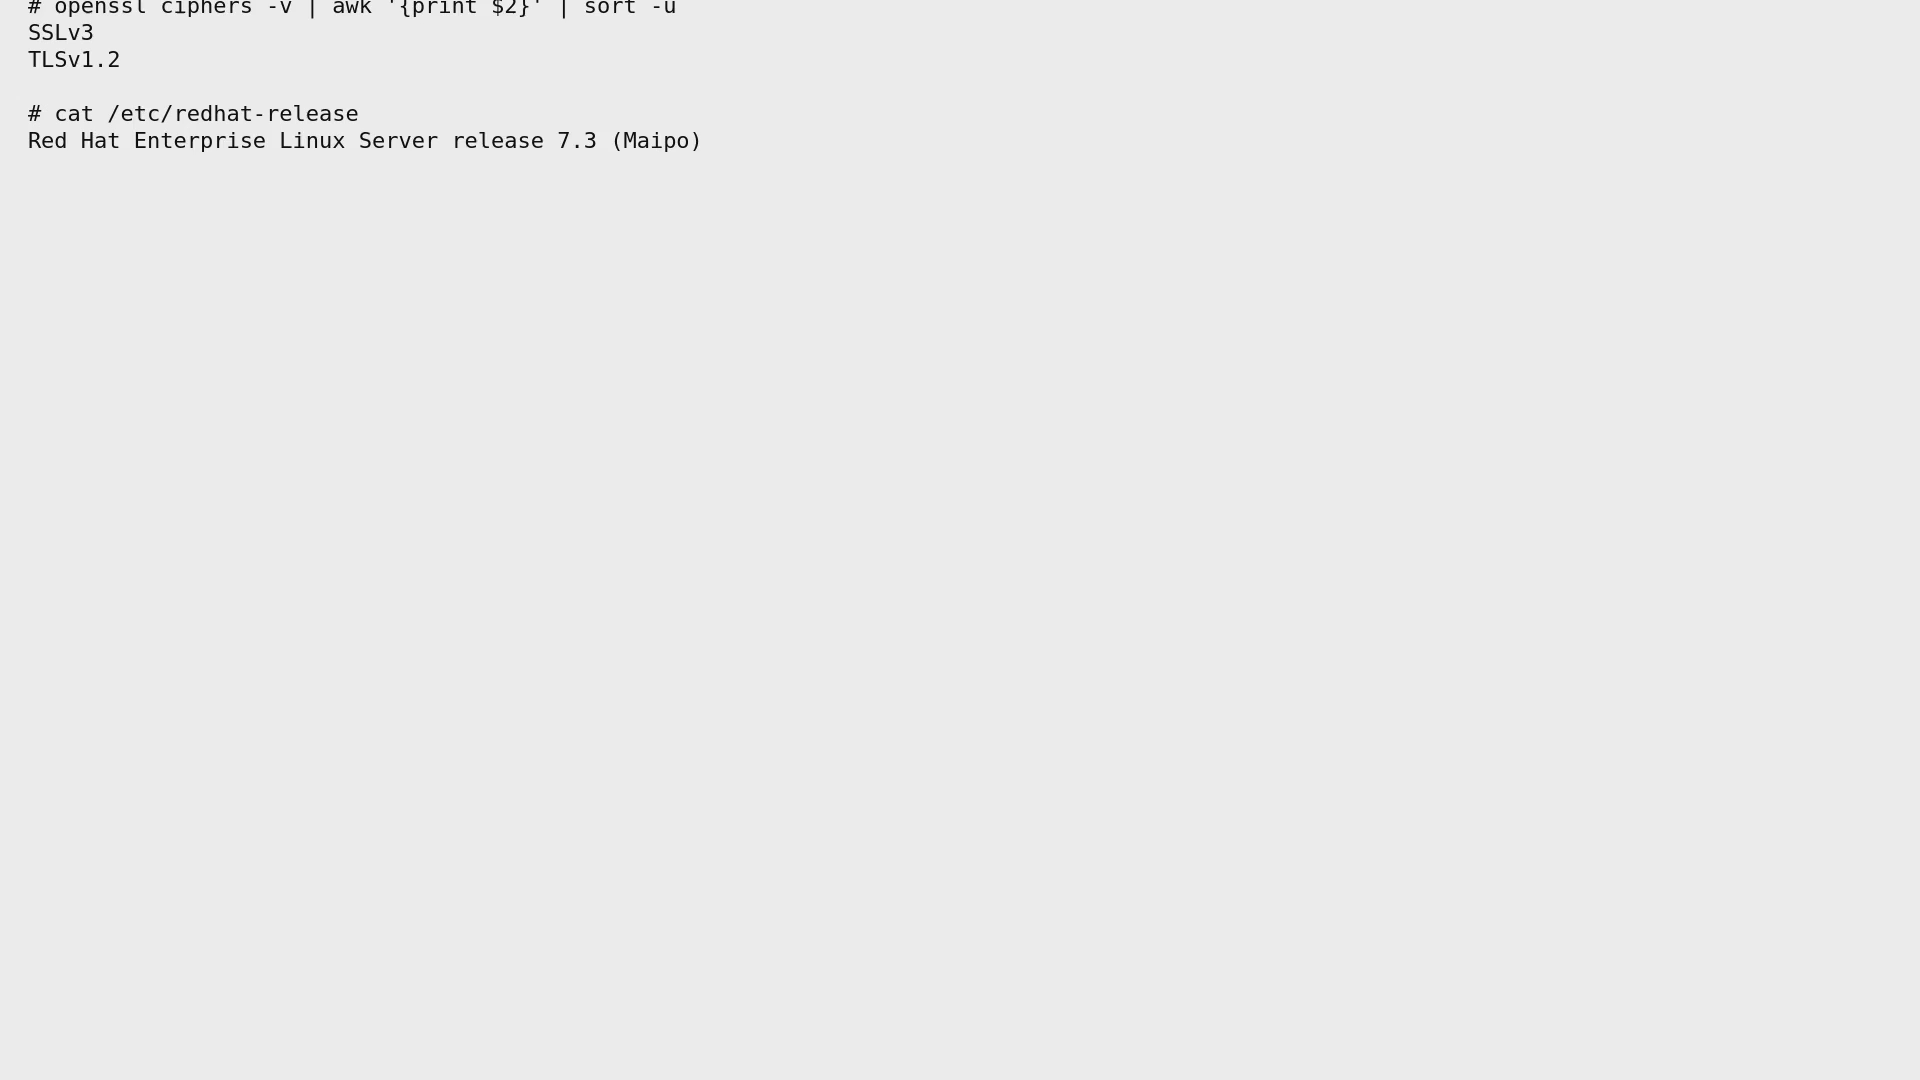 # openssl ciphers -v | awk '{print $2}' | sort -u
SSLv3
TLSv1.2
# cat /etc/redhat-release
Red Hat Enterprise Linux Server release 7.3 (Maipo)